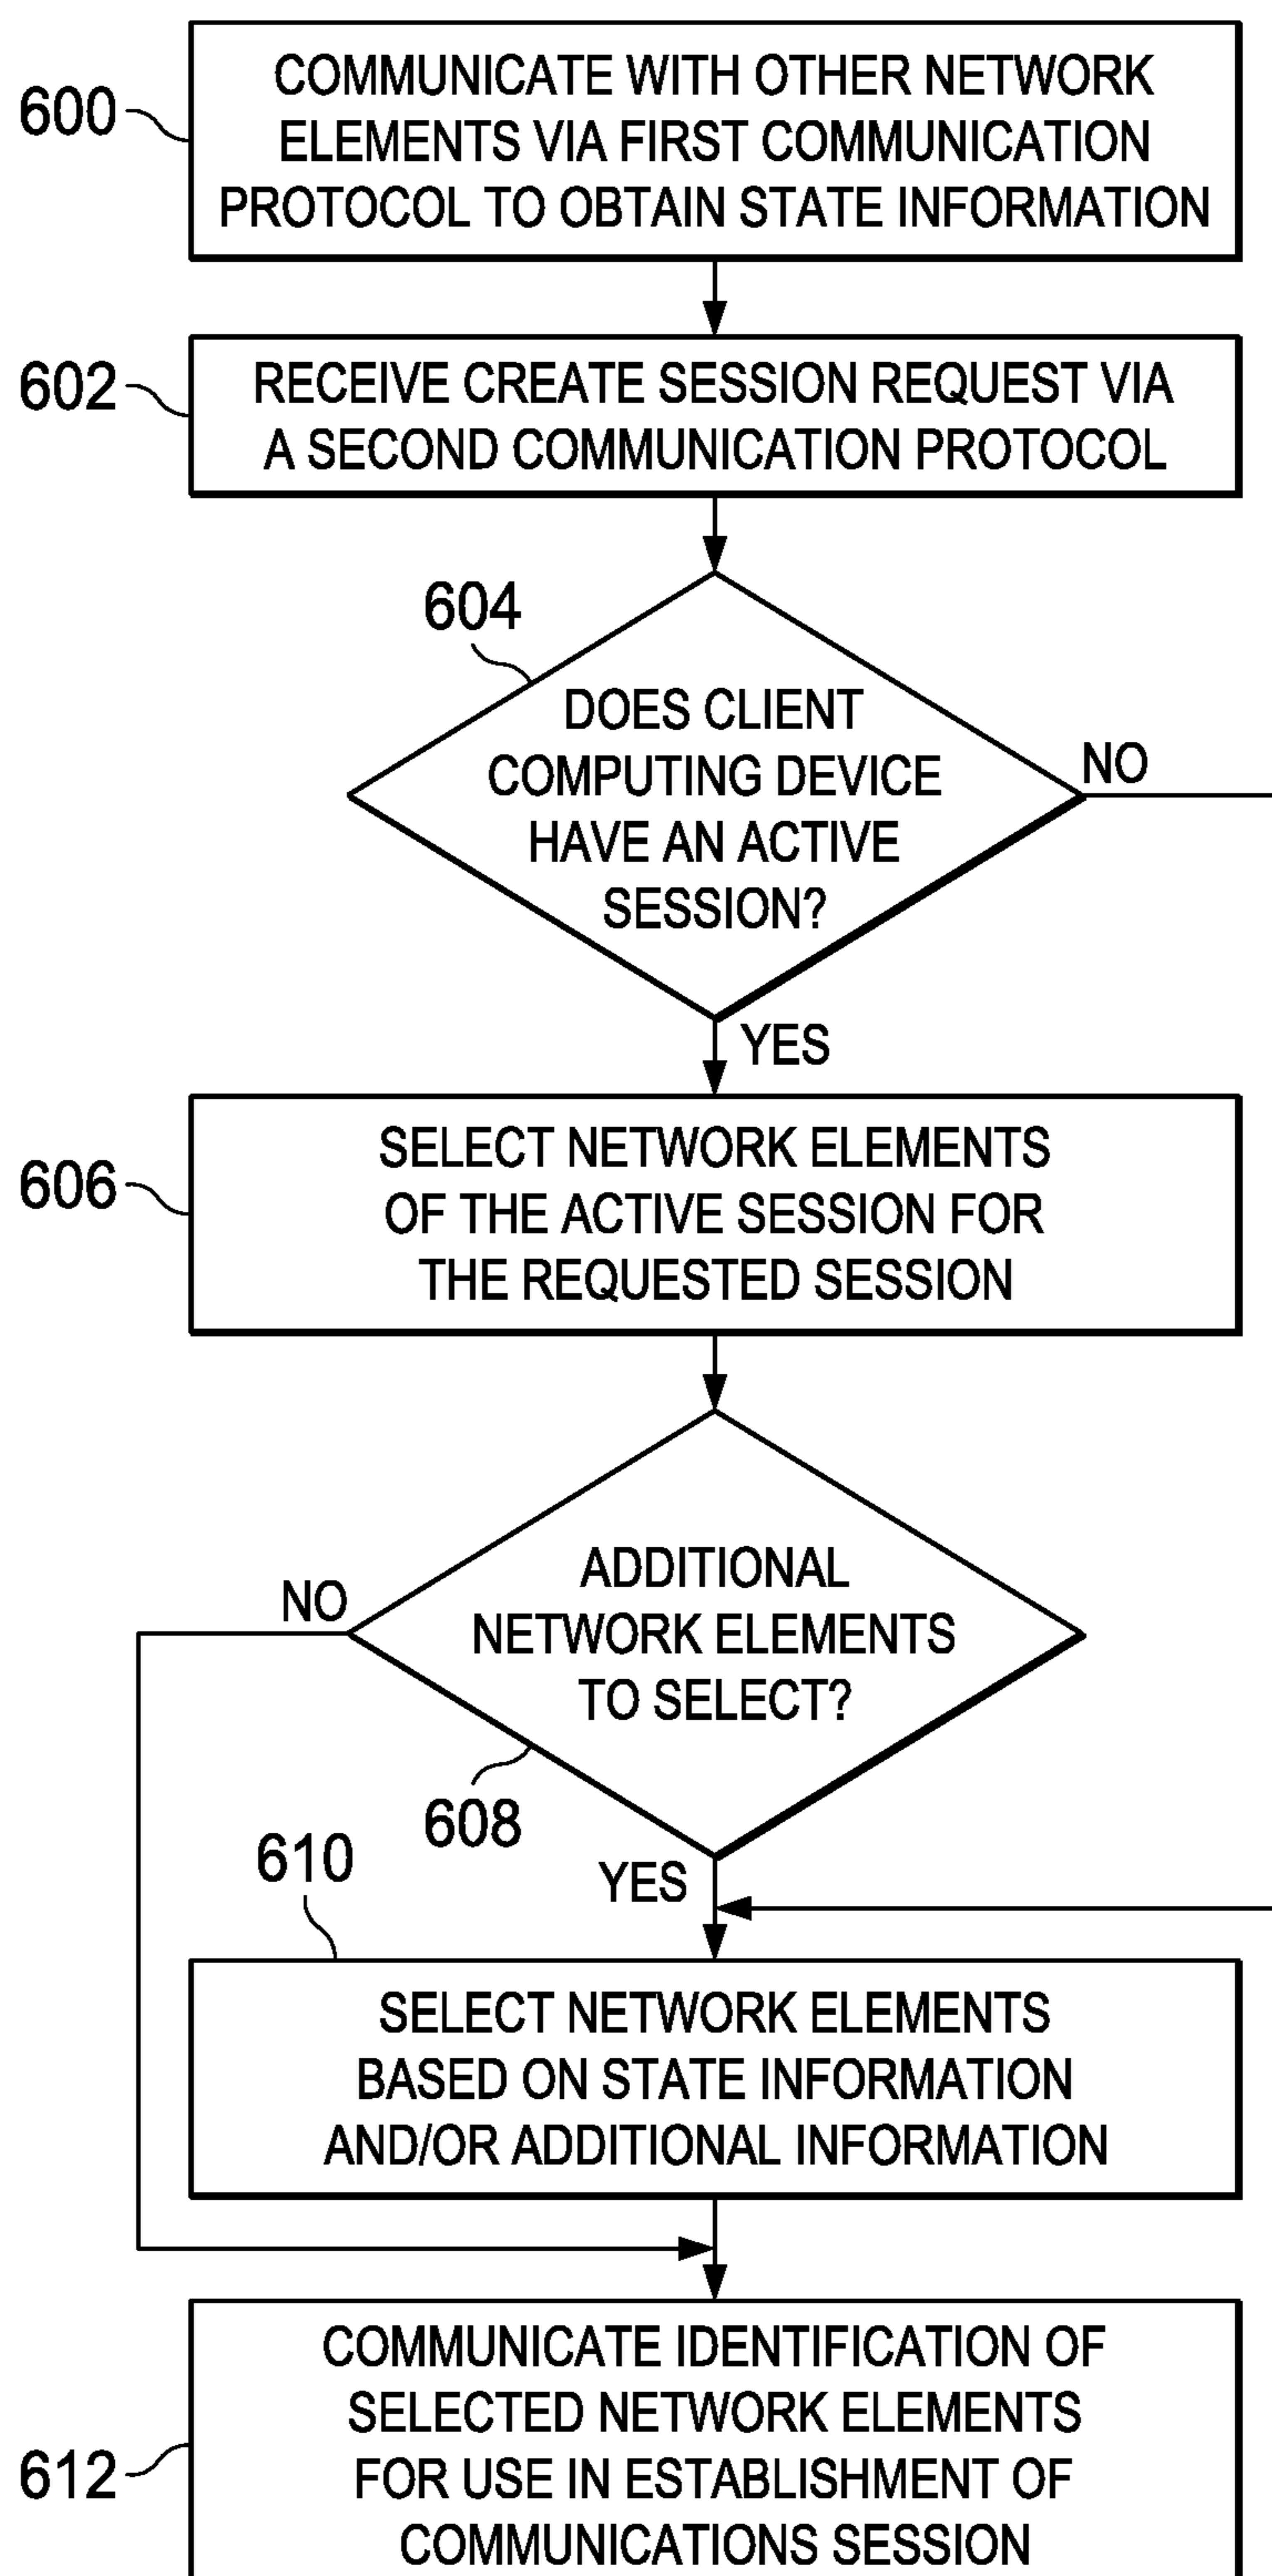 600
COMMUNICATE WITH OTHER NETWORK
ELEMENTS VIA FIRST COMMUNICATION
PROTOCOL TO OBTAIN STATE INFORMATION
602
RECEIVE CREATE SESSION REQUEST VIA
A SECOND COMMUNICATION PROTOCOL
604
DOES CLIENT
COMPUTING DEVICE
HAVE AN ACTIVE
SESSION?
NO
YES
606
SELECT NETWORK ELEMENTS
OF THE ACTIVE SESSION FOR
THE REQUESTED SESSION
ADDITIONAL
NETWORK ELEMENTS
TO SELECT?
NO
608
YES
610
SELECT NETWORK ELEMENTS
BASED ON STATE INFORMATION
AND/OR ADDITIONAL INFORMATION
612
COMMUNICATE IDENTIFICATION OF
SELECTED NETWORK ELEMENTS
FOR USE IN ESTABLISHMENT OF
COMMUNICATIONS SESSION